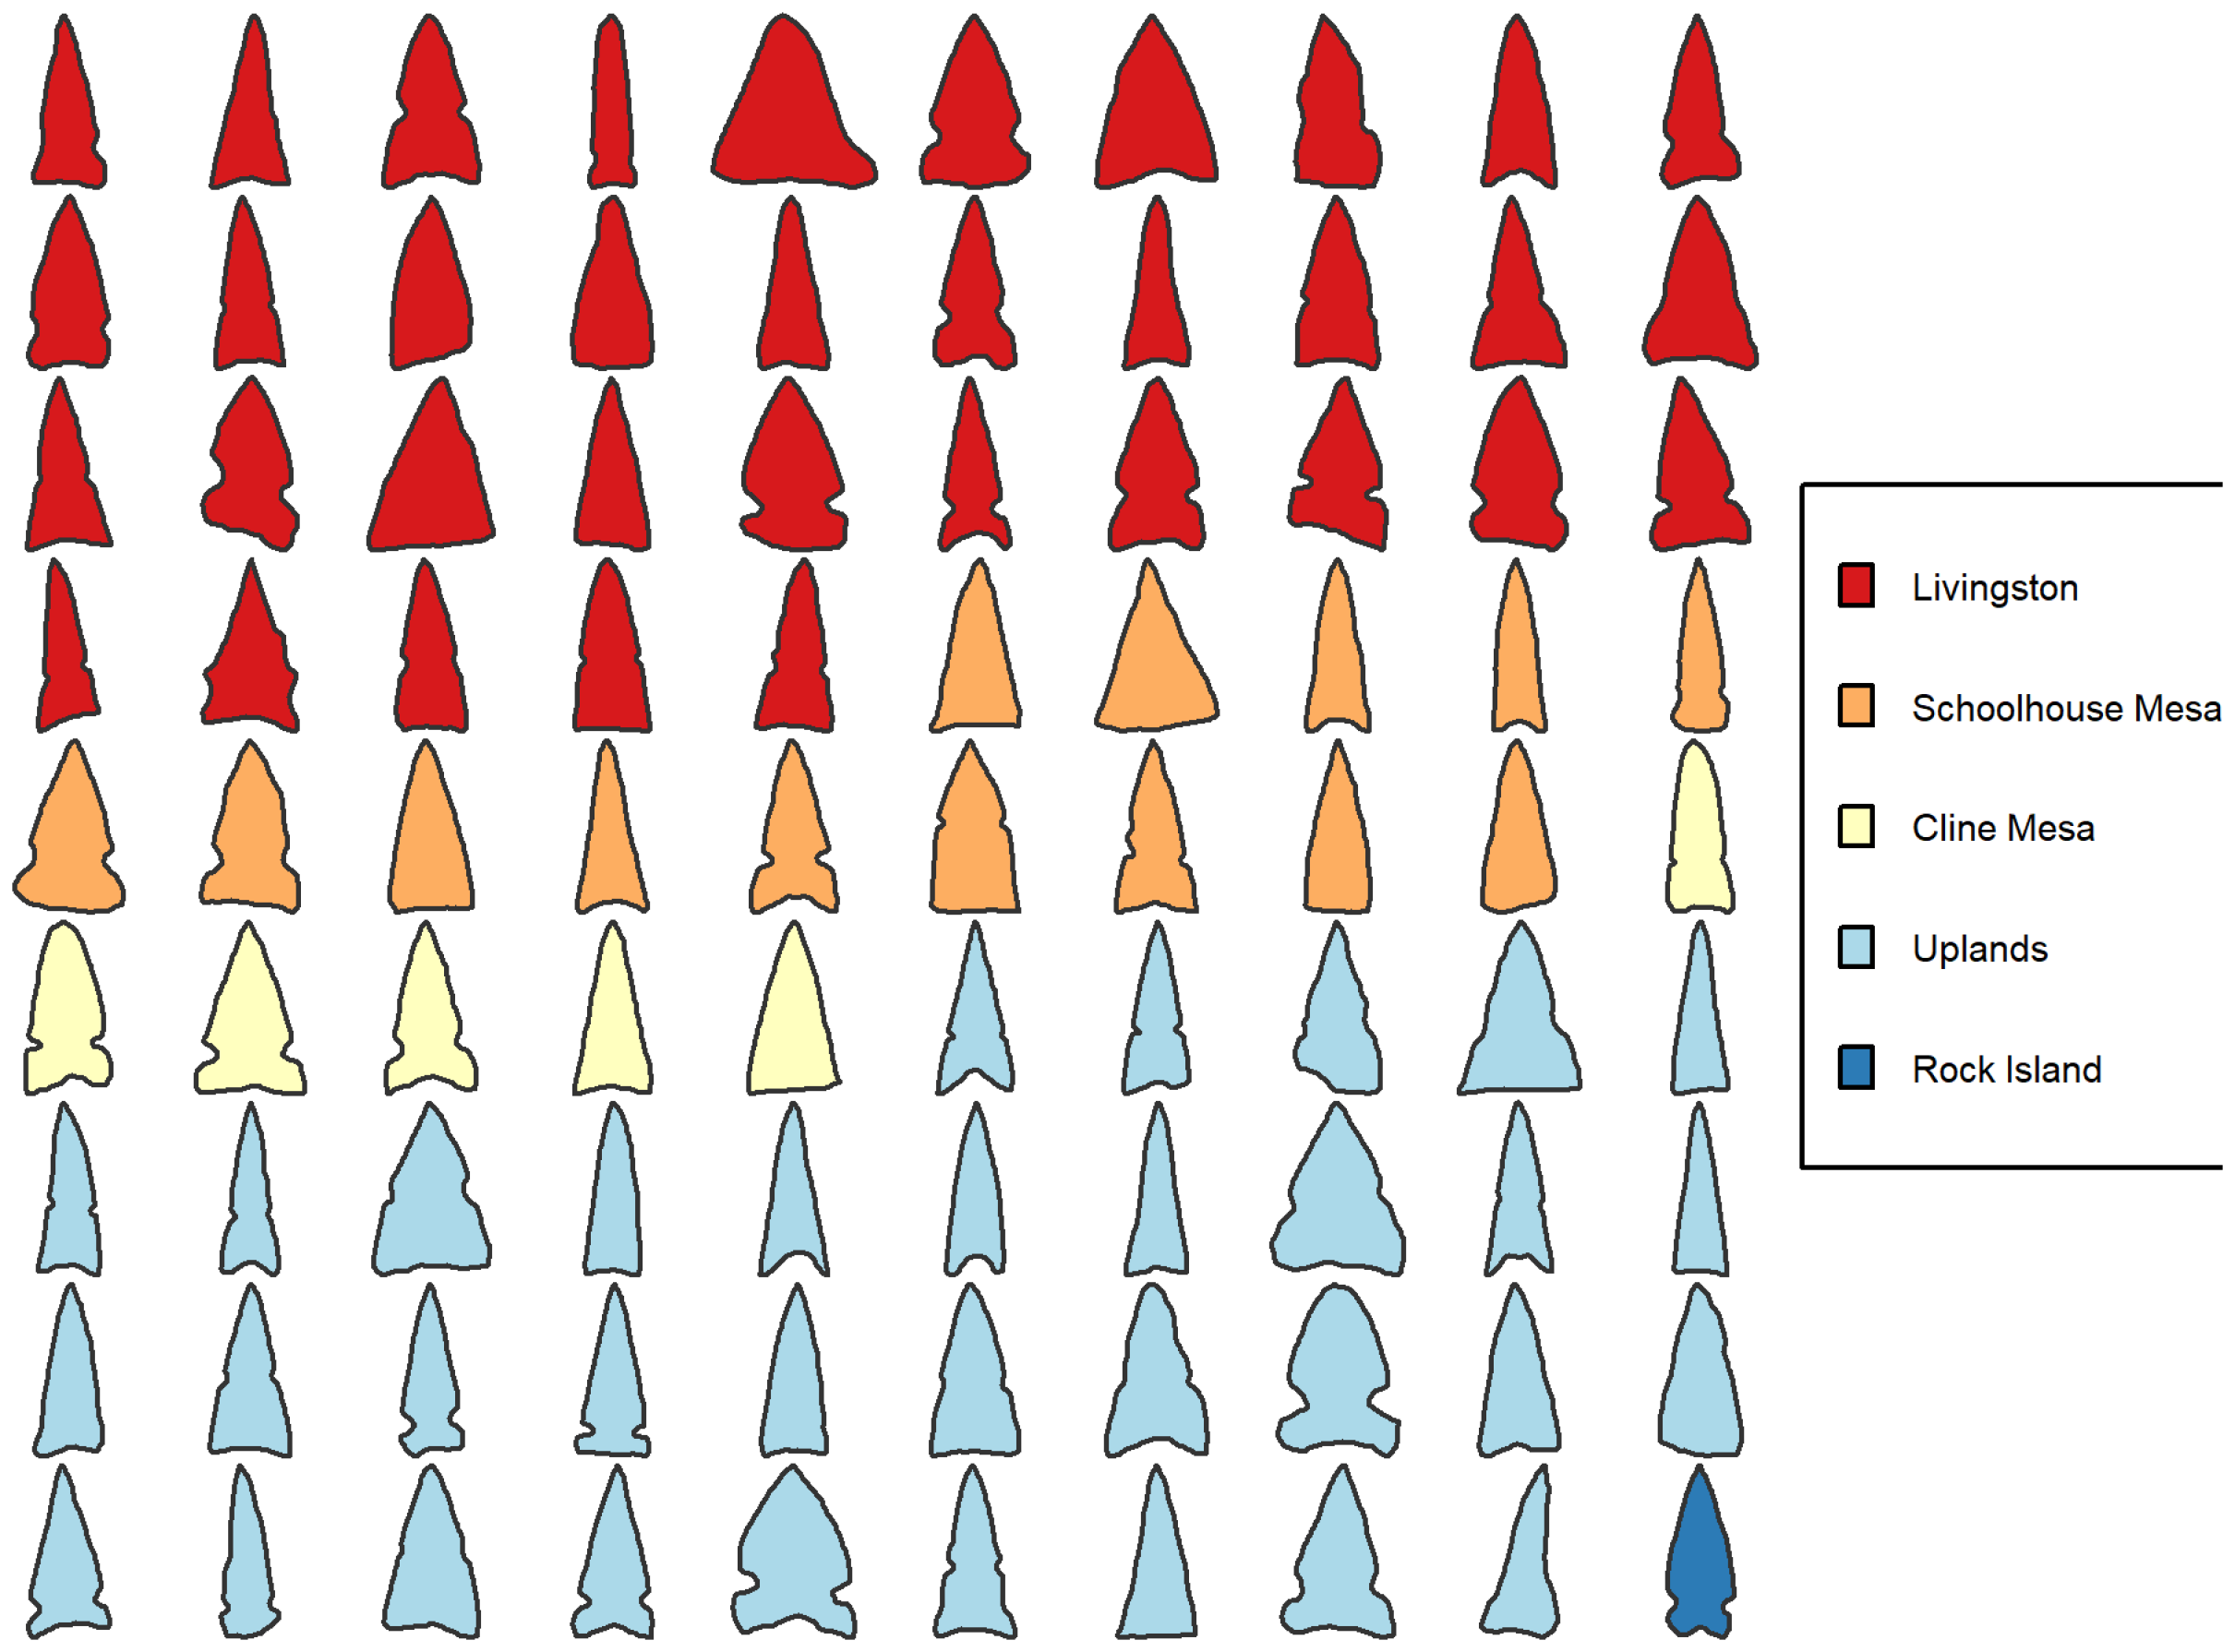 Livingston
Schoolhouse Mesa
Cline Mesa
Uplands
Rock Island